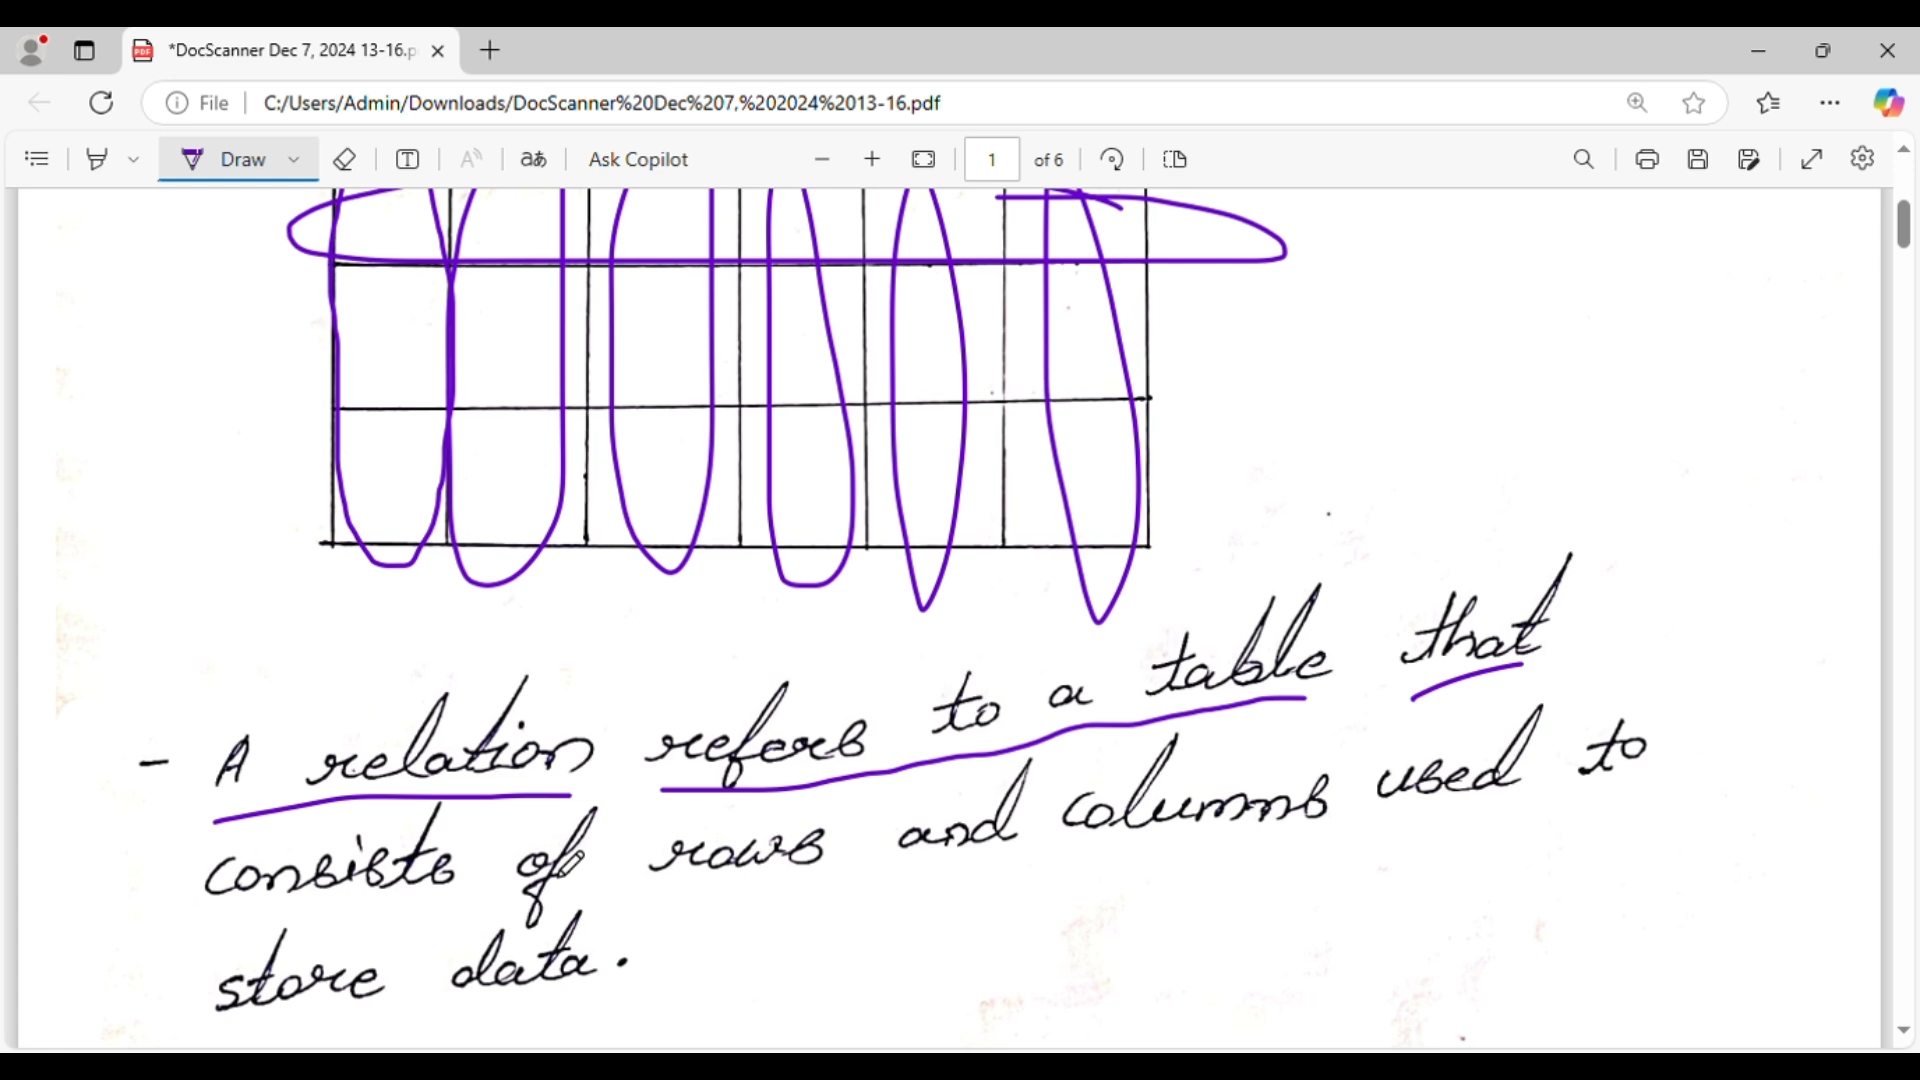 *DocScanner Dec 7, 2024 13-16.p
File
C:/Users/Admin/Downloads/DocScanner%20Dec%207,%202024%2013-16.pdf
Draw
Ask Copilot
1 of 6
- A relation refers to a table that
consists of rows and columns used to
store data.